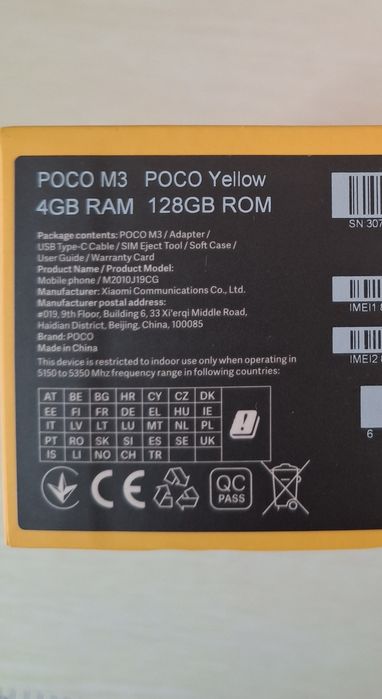 POCO M3 POCO Yellow
4GB RAM 128GB ROM
Package contents: POCO M3 / Adapter /
USB Type-C Cable / SIM Eject Tool / Soft Case /
User Guide / Warranty Card
Product Name / Product Model:
Mobile phone / M2010J19CG
Manufacturer: Xiaomi Communications Co., Ltd.
Manufacturer postal address:
#019, 9th Floor, Building 6, 33 Xi'erqi Middle Road,
Haidian District, Beijing, China, 100085
Brand: POCO
Made in China
This device is restricted to indoor use only when operating in
5150 to 5350 Mhz frequency range in following countries:
AT BE BG HR CY CZ DK
EE FI FR DE EL HU IE
IT LV LT LU MT NL PL
PT RO SK SI ES SE UK
IS LI NO CH TR
CE
QC
PASS
SN 307
IMEI1
IMEI2
6